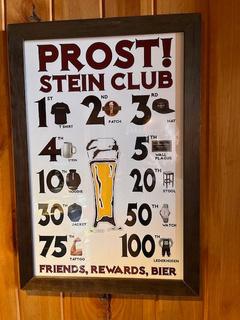 PROST!
STEIN CLUB
1ST 2ND 3RD
T SHIRT PATCH HAT
4TH 5TH
STEIN WALL PLAQUE
10TH 20TH
HOODIE STOOL
30TH 50TH
JACKET WATCH
75TH 100TH
TATTOO LEDERHOSEN
FRIENDS, REWARDS, BIER